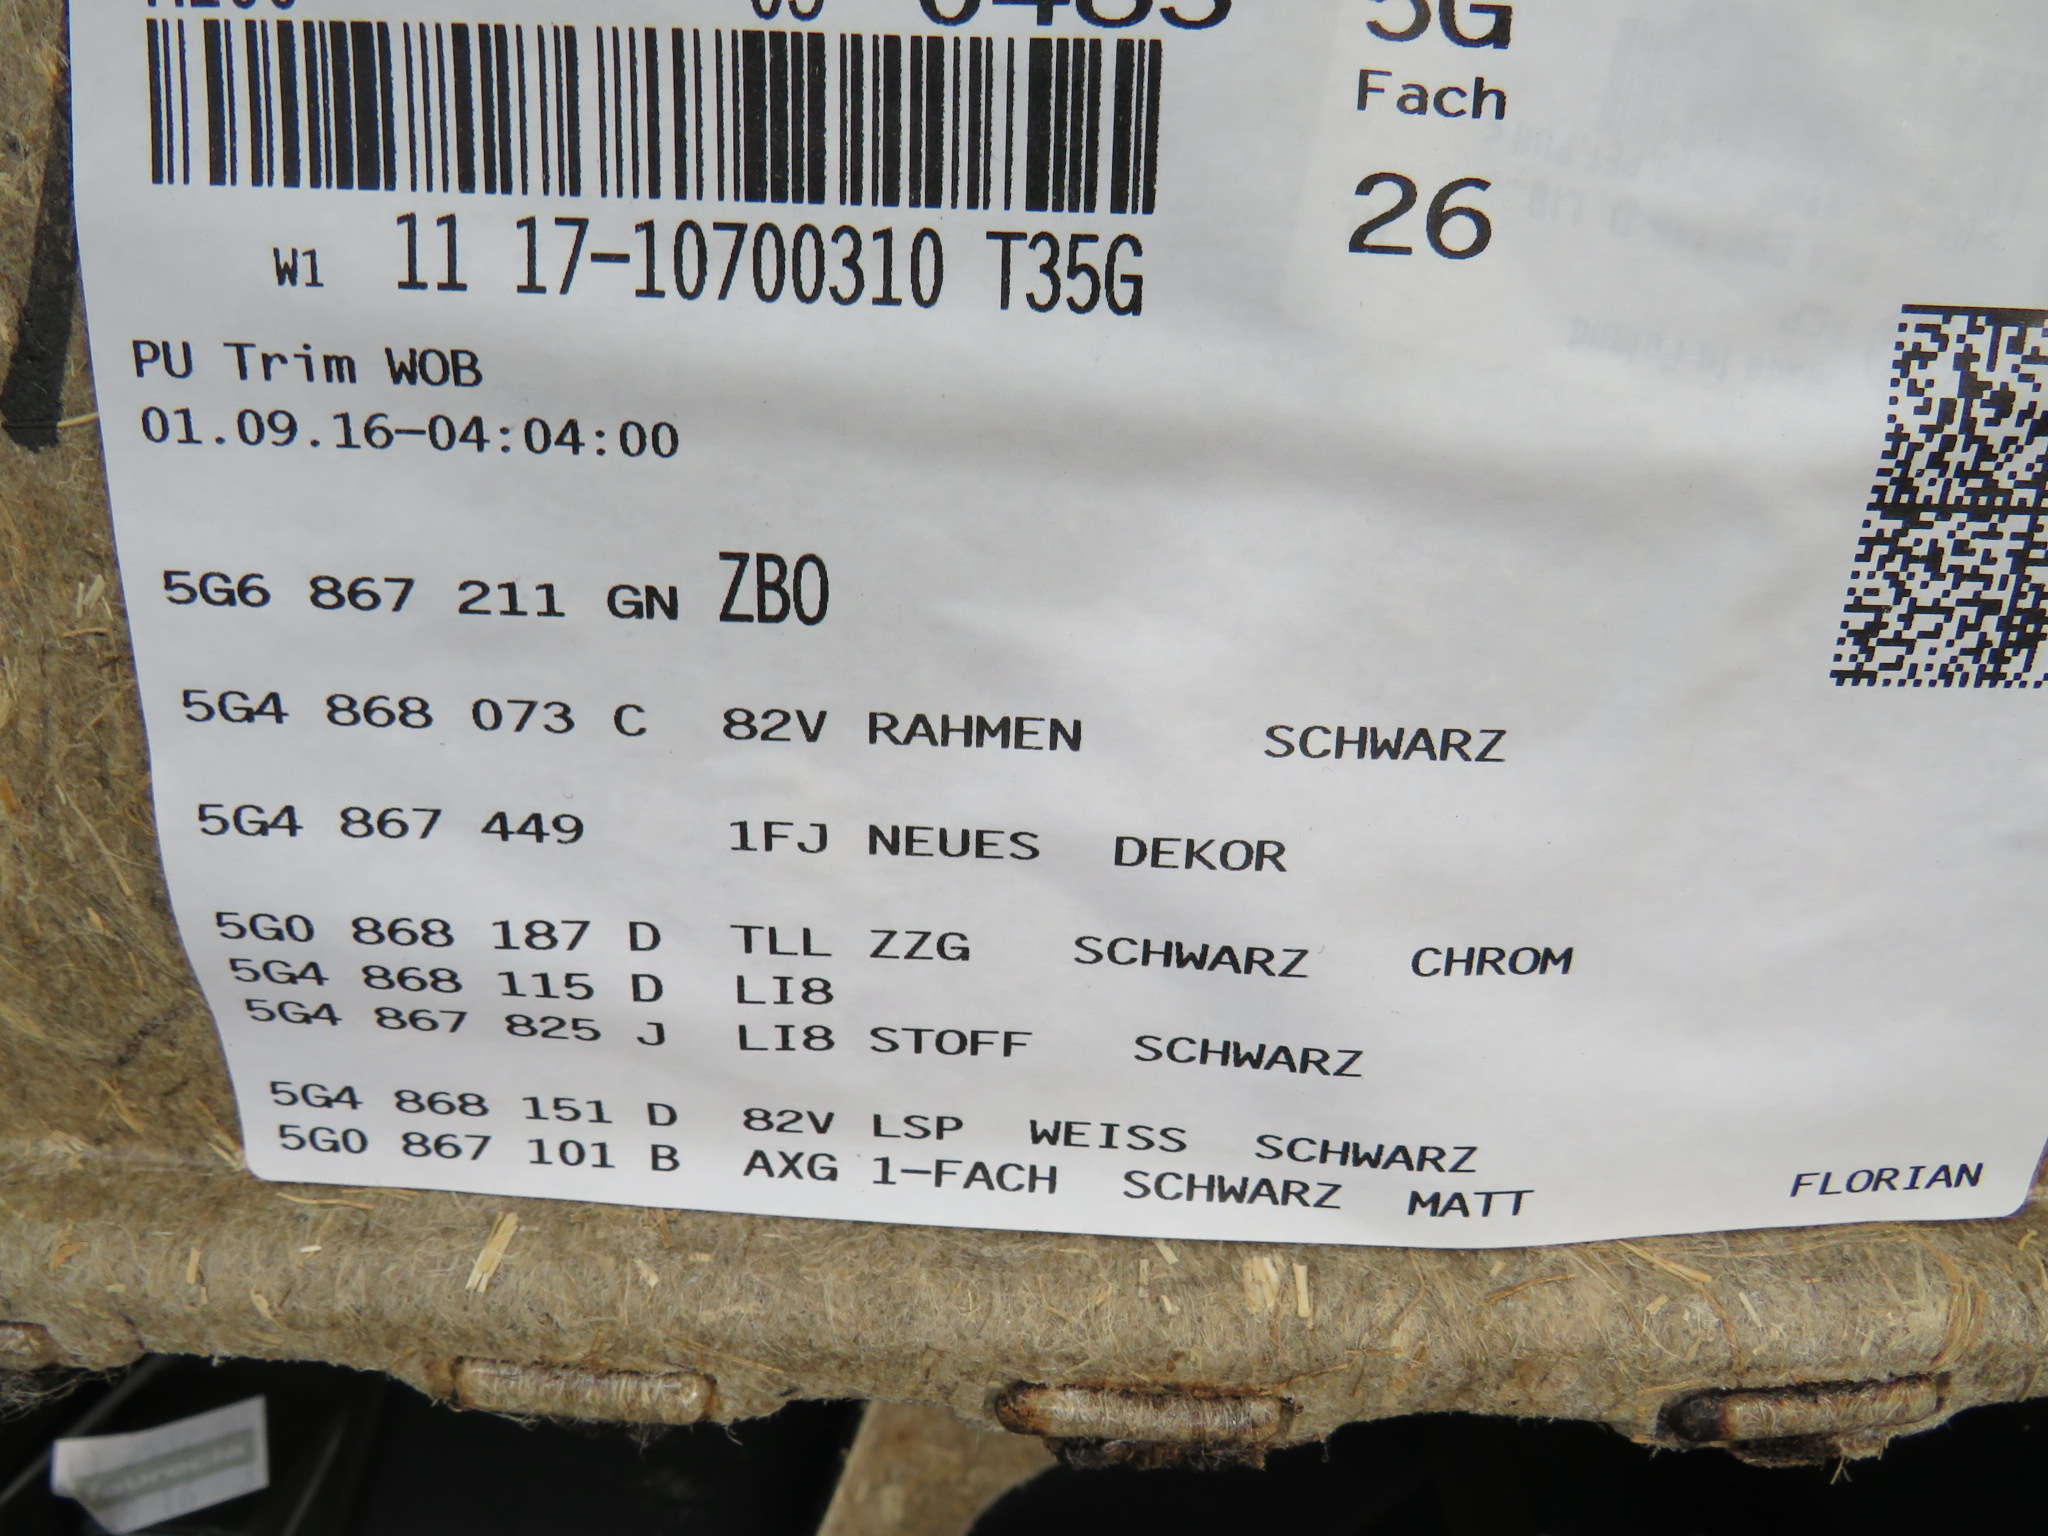 5G
Fach
26
W1 11 17-10700310 T35G
PU Trim WOB
01.09.16-04:04:00
5G6 867 211 GN ZBO
5G4 868 073 C 82V RAHMEN SCHWARZ
5G4 867 449 1FJ NEUES DEKOR
5G0 868 187 D TLL ZZG SCHWARZ CHROM
5G4 868 115 D LI8
5G4 867 825 J LI8 STOFF SCHWARZ
5G4 868 151 D 82V LSP WEISS SCHWARZ
5G0 867 101 B AXG 1-FACH SCHWARZ MATT
FLORIAN